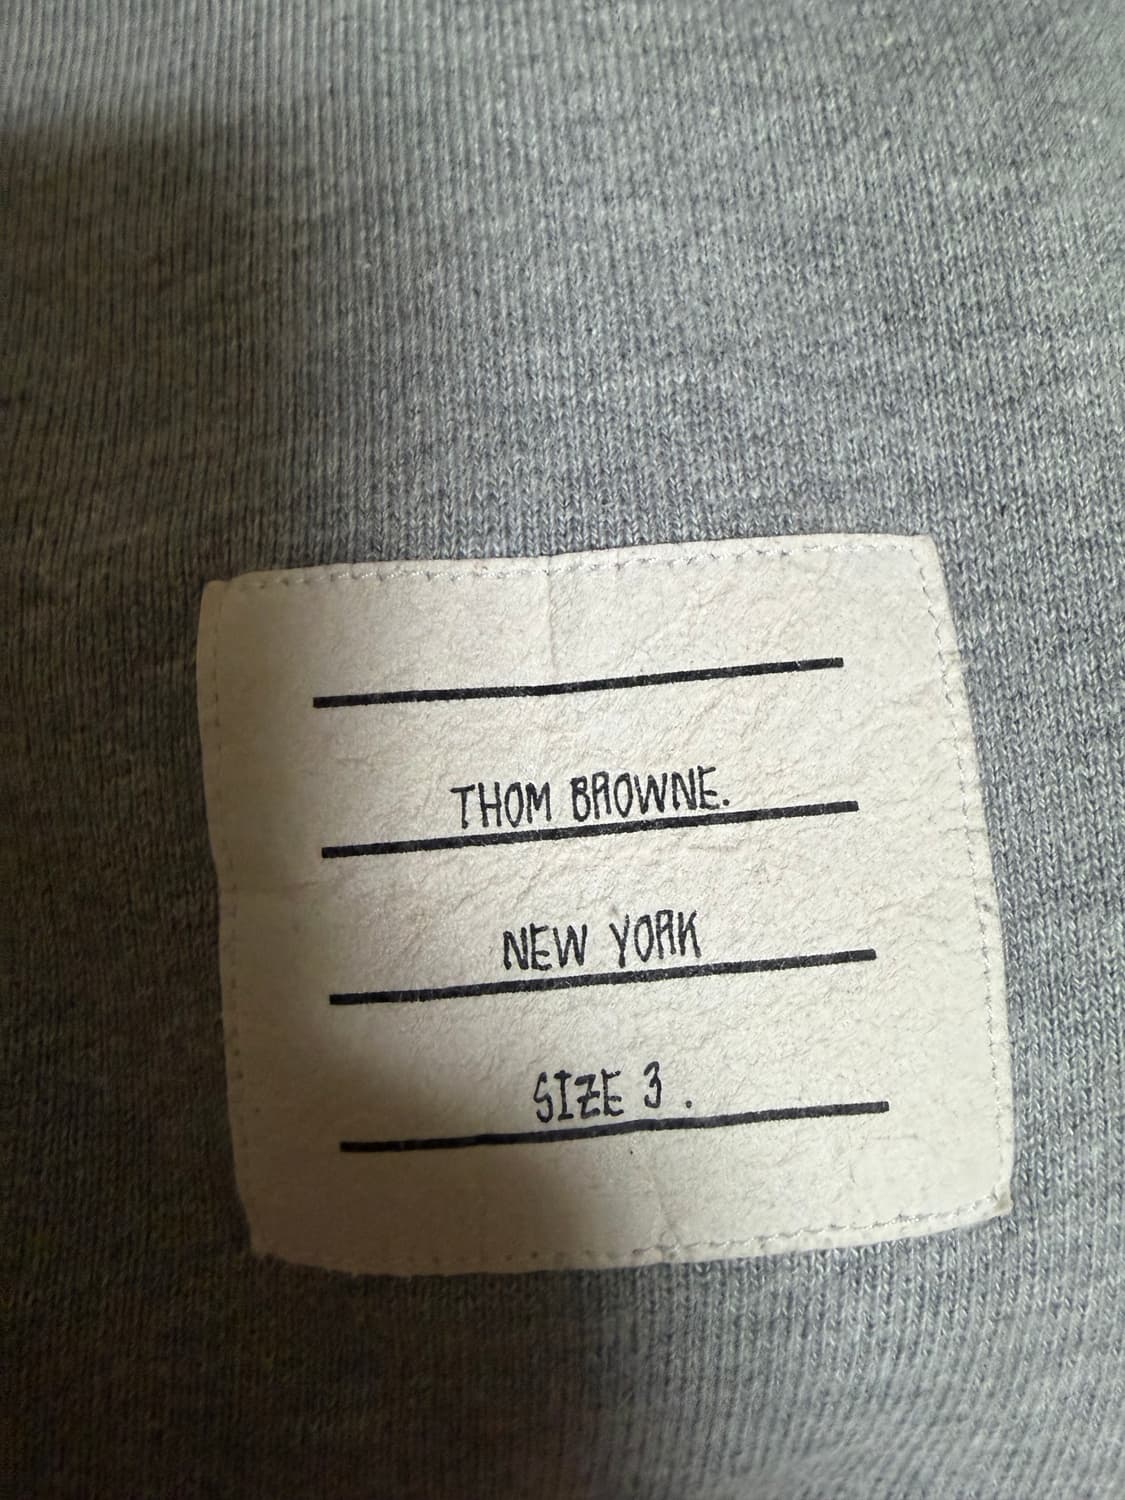 THOM BROWNE.
NEW YORK
SIZE 3.